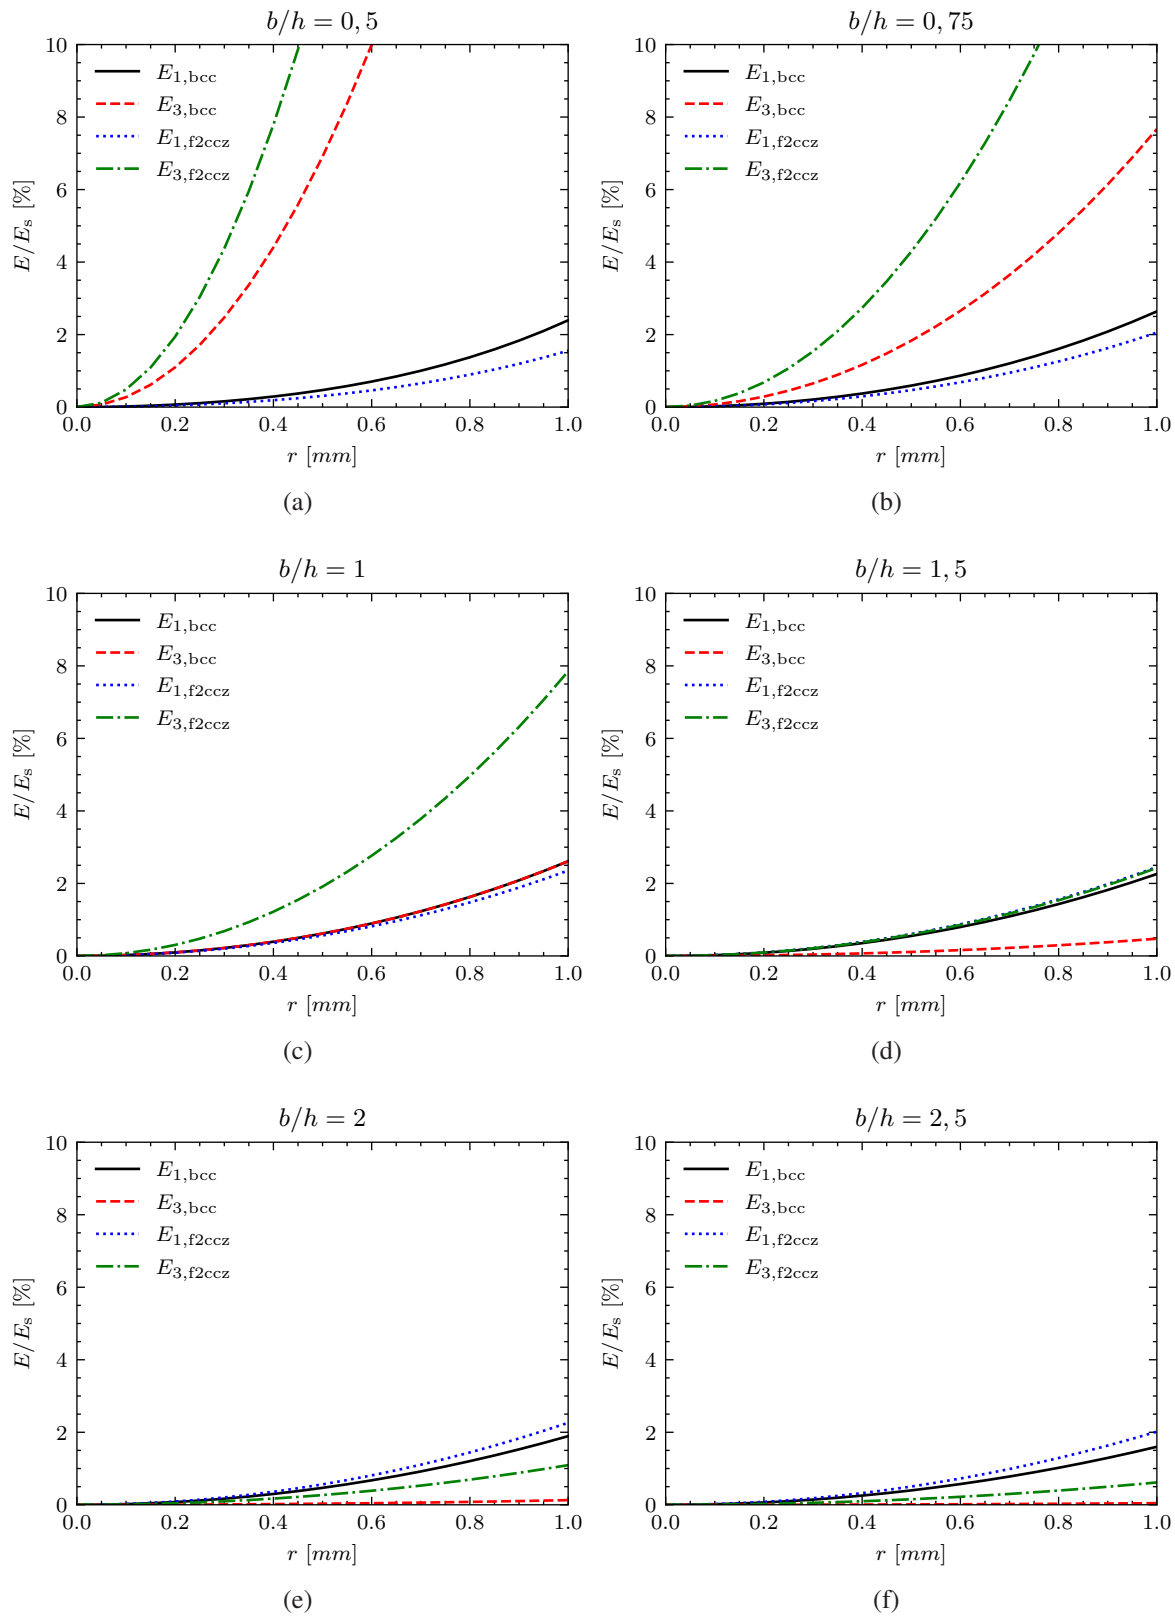 b/h = 0, 5
10
8
6
4
2
0
E/E_s [%]
E_1,bcc
E_3,bcc
E_1,f2ccz
E_3,f2ccz
0.0 0.2 0.4 0.6 0.8 1.0
r [mm]
(a)
b/h = 0, 75
10
8
6
4
2
0
E/E_s [%]
E_1,bcc
E_3,bcc
E_1,f2ccz
E_3,f2ccz
0.0 0.2 0.4 0.6 0.8 1.0
r [mm]
(b)
b/h = 1
10
8
6
4
2
0
E/E_s [%]
E_1,bcc
E_3,bcc
E_1,f2ccz
E_3,f2ccz
0.0 0.2 0.4 0.6 0.8 1.0
r [mm]
(c)
b/h = 1, 5
10
8
6
4
2
0
E/E_s [%]
E_1,bcc
E_3,bcc
E_1,f2ccz
E_3,f2ccz
0.0 0.2 0.4 0.6 0.8 1.0
r [mm]
(d)
b/h = 2
10
8
6
4
2
0
E/E_s [%]
E_1,bcc
E_3,bcc
E_1,f2ccz
E_3,f2ccz
0.0 0.2 0.4 0.6 0.8 1.0
r [mm]
(e)
b/h = 2, 5
10
8
6
4
2
0
E/E_s [%]
E_1,bcc
E_3,bcc
E_1,f2ccz
E_3,f2ccz
0.0 0.2 0.4 0.6 0.8 1.0
r [mm]
(f)